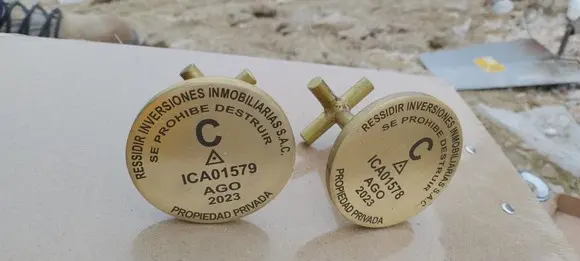 RESSIDIR INVERSIONES INMOBILIARIAS S.A.C.
SE PROHIBE DESTRUIR
C
ICA01579
AGO
2023
PROPIEDAD PRIVADA
RESSIDIR INVERSIONES INMOBILIARIAS S.A.C.
SE PROHIBE DESTRUIR
C
ICA01578
AGO
2023
PROPIEDAD PRIVADA